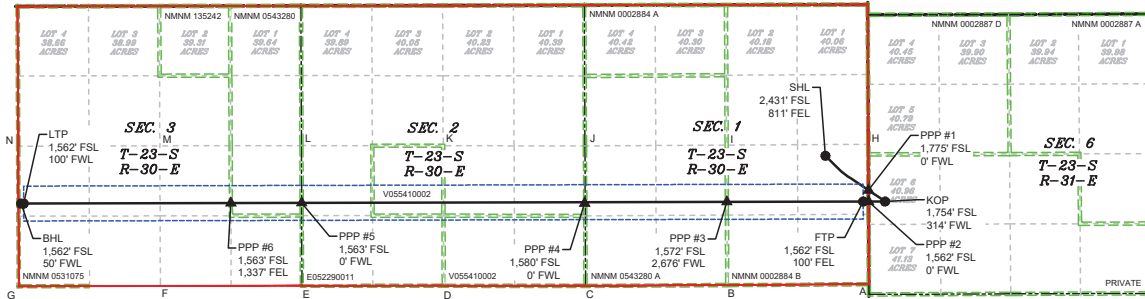 NMNM 135242
NMNM 0543280
NMNM 0002884 A
NMNM 0002887 D
NMNM 0002887 A
LOT 4
38.66
ACRES
LOT 3
38.99
ACRES
LOT 2
39.31
ACRES
LOT 1
39.64
ACRES
LOT 4
39.89
ACRES
LOT 3
40.05
ACRES
LOT 2
40.23
ACRES
LOT 1
40.39
ACRES
LOT 4
40.42
ACRES
LOT 3
40.30
ACRES
LOT 2
40.18
ACRES
LOT 1
40.06
ACRES
LOT 4
40.45
ACRES
LOT 3
39.90
ACRES
LOT 2
39.94
ACRES
LOT 1
39.98
ACRES
SHL
2,431' FSL
811' FEL
LOT 5
40.79
ACRES
N
LTP
1,562' FSL
100' FWL
SEC. 3
M
T-23-S
R-30-E
L
SEC. 2
K
T-23-S
R-30-E
J
SEC. 1
I
T-23-S
R-30-E
H
PPP #1
1,775' FSL
0' FWL
SEC. 6
T-23-S
R-31-E
LOT 6
40.96
ACRES
V055410002
KOP
1,754' FSL
314' FWL
BHL
1,562' FSL
50' FWL
PPP #6
1,563' FSL
1,337' FEL
PPP #5
1,563' FSL
0' FWL
PPP #4
1,580' FSL
0' FWL
PPP #3
1,572' FSL
2,676' FWL
FTP
1,562' FSL
100' FEL
PPP #2
1,562' FSL
0' FWL
LOT 7
41.13
ACRES
NMNM 0531075
E052290011
V055410002
NMNM 0543280 A
NMNM 0002884 B
PRIVATE
G
F
E
D
C
B
A